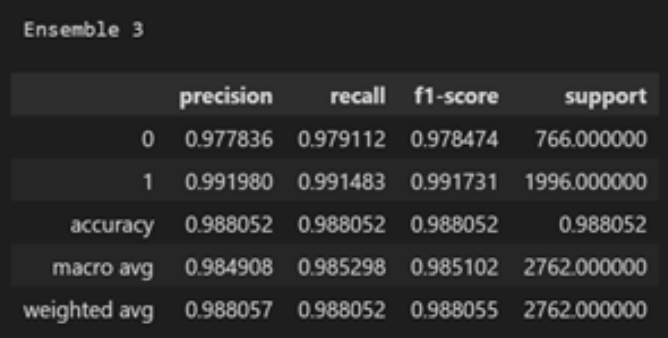 Ensemble 3
precision recall f1-score support
0 0.977836 0.979112 0.978474 766.000000
1 0.991980 0.991483 0.991731 1996.000000
accuracy 0.988052 0.988052 0.988052 0.988052
macro avg 0.984908 0.985298 0.985102 2762.000000
weighted avg 0.988057 0.988052 0.988055 2762.000000